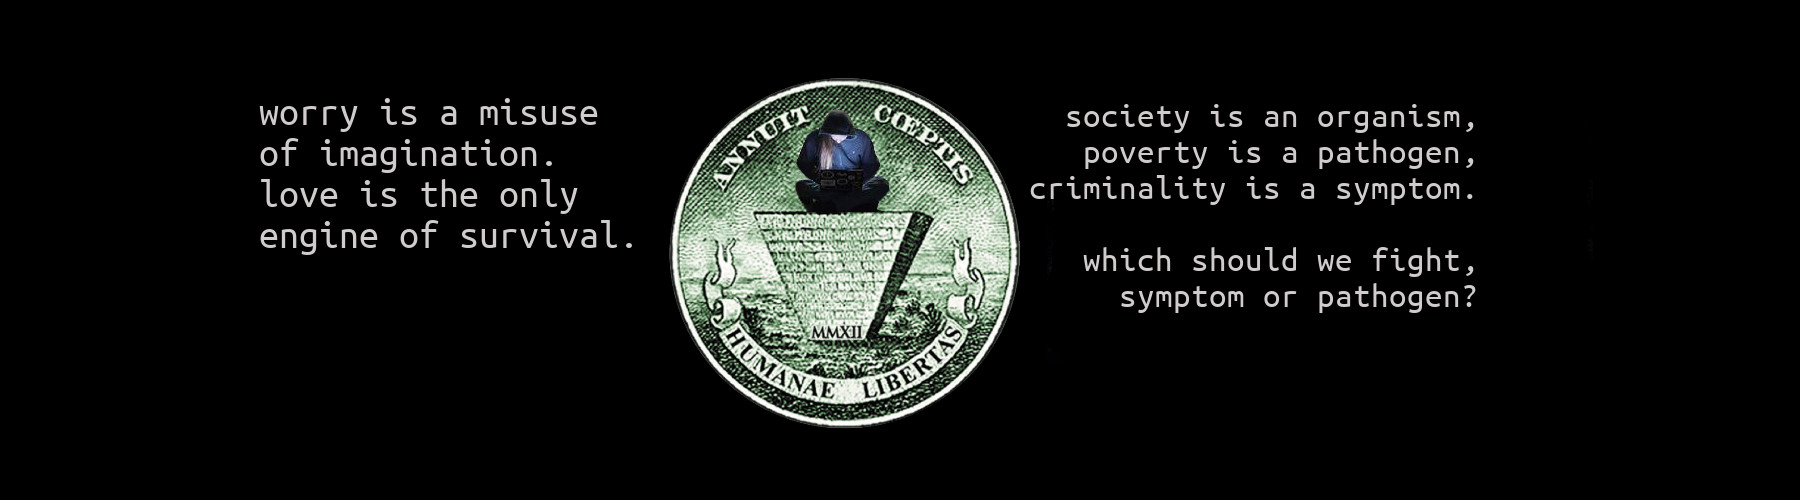 worry is a misuse
of imagination.
love is the only
engine of survival.
ANNUIT CŒPTIS
MMXII
HUMANAE LIBERTAS
society is an organism,
poverty is a pathogen,
criminality is a symptom.
which should we fight,
symptom or pathogen?